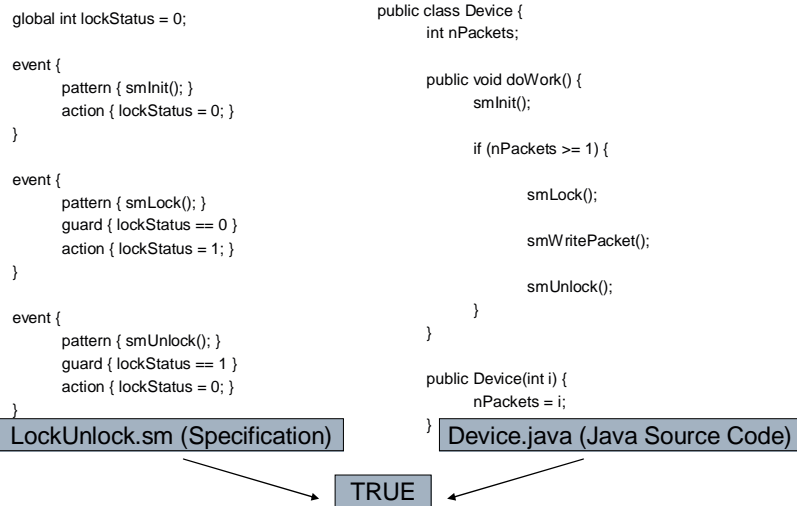 global int lockStatus = 0;
event {
pattern { smInit(); }
action { lockStatus = 0; }
}
event {
pattern { smLock(); }
guard { lockStatus == 0 }
action { lockStatus = 1; }
}
event {
pattern { smUnlock(); }
guard { lockStatus == 1 }
action { lockStatus = 0; }
}
LockUnlock.sm (Specification)
public class Device {
int nPackets;
public void doWork() {
smInit();
if (nPackets >= 1) {
smLock();
smWritePacket();
smUnlock();
}
}
public Device(int i) {
nPackets = i;
}
Device.java (Java Source Code)
TRUE